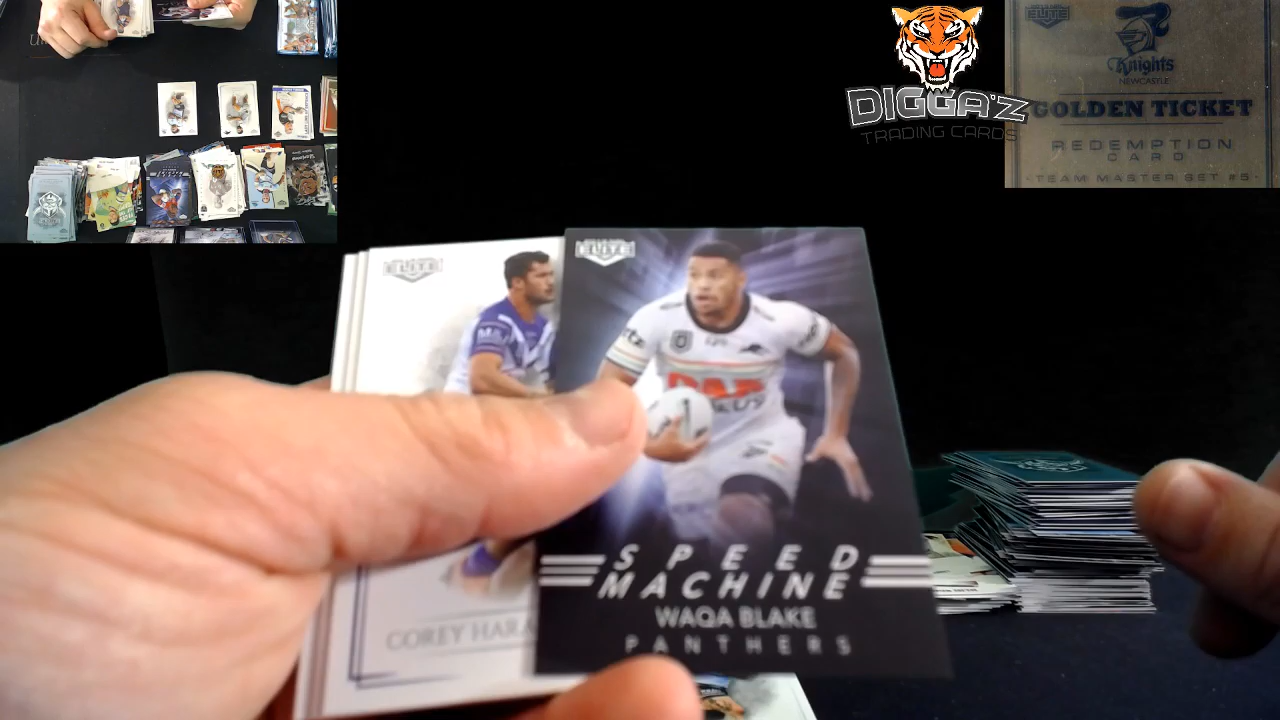 ELITE
Knights
NEWCASTLE
GOLDEN TICKET
REDEMPTION
CARD
-TEAM MASTER SET #5-
DIGGA'Z
TRADING CARDS
ELITE
ELITE
SPEED
MACHINE
WAQA BLAKE
PANTHERS
COREY HARA